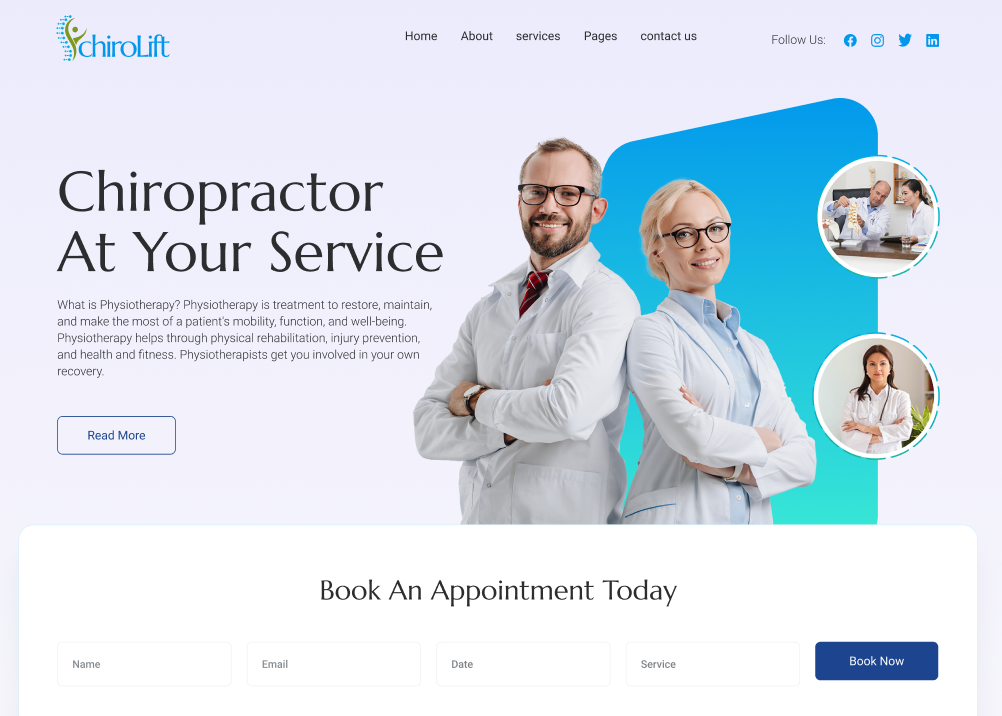 chiroLift
Home
About
services
Pages
contact us
Follow Us:
Chiropractor
At Your Service
What is Physiotherapy? Physiotherapy is treatment to restore, maintain,
and make the most of a patient's mobility, function, and well-being.
Physiotherapy helps through physical rehabilitation, injury prevention,
and health and fitness. Physiotherapists get you involved in your own
recovery.
Read More
Book An Appointment Today
Name
Email
Date
Service
Book Now